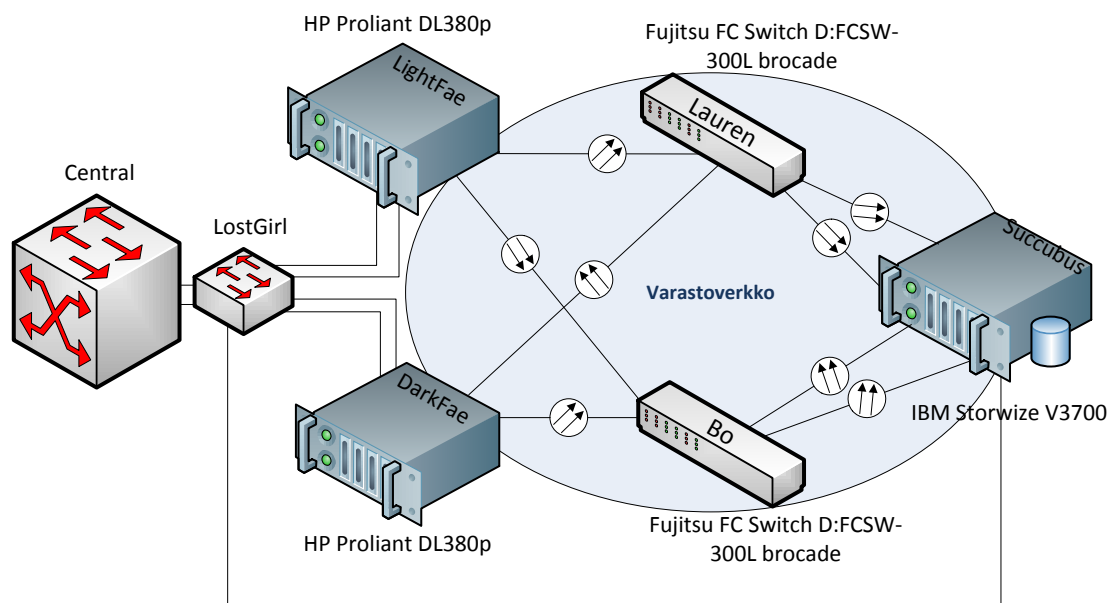 HP Proliant DL380p
Fujitsu FC Switch D:FCSW-
300L brocade
LightFae
Lauren
Central
LostGirl
Succubus
Varastoverkko
DarkFae
Bo
IBM Storwize V3700
HP Proliant DL380p
Fujitsu FC Switch D:FCSW-
300L brocade